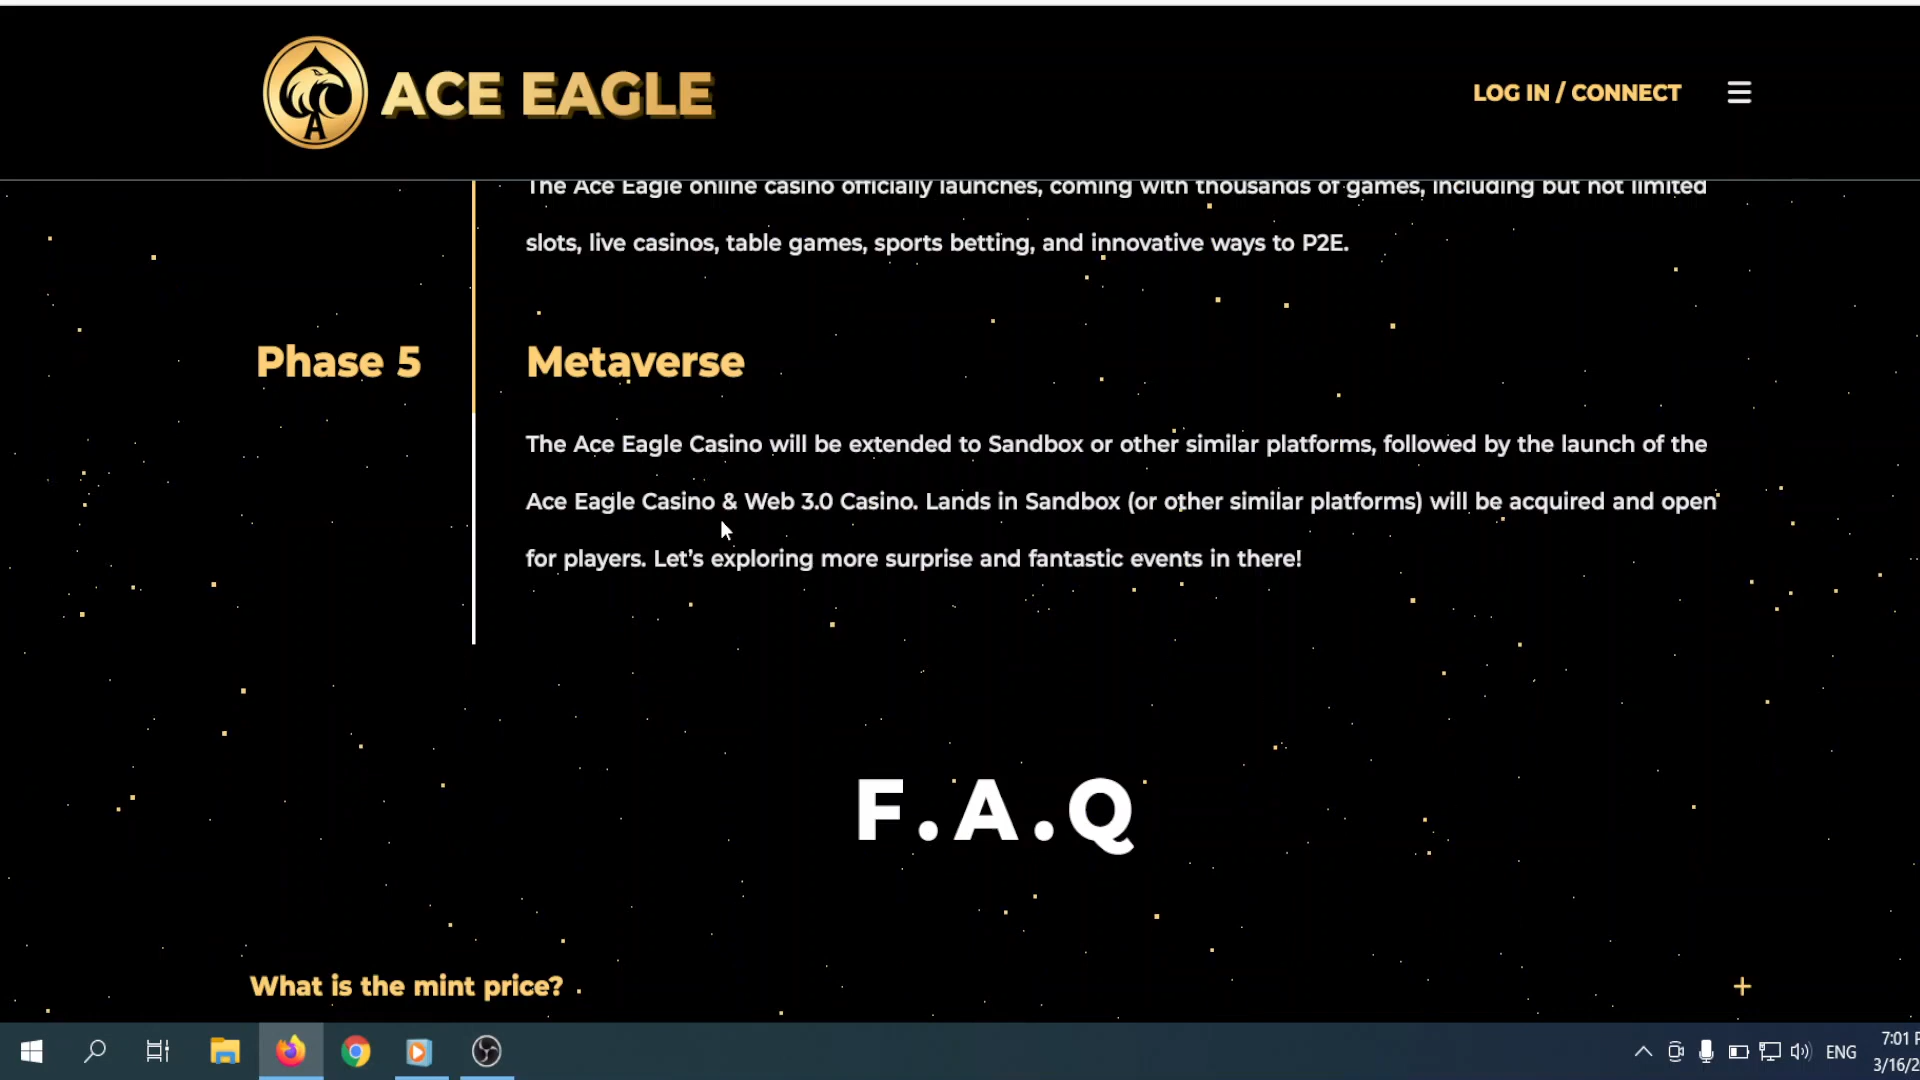 ACE EAGLE
LOG IN / CONNECT
The Ace Eagle online casino officially launches, coming with thousands of games, including but not limited
slots, live casinos, table games, sports betting, and innovative ways to P2E.
Phase 5
Metaverse
The Ace Eagle Casino will be extended to Sandbox or other similar platforms, followed by the launch of the
Ace Eagle Casino & Web 3.0 Casino. Lands in Sandbox (or other similar platforms) will be acquired and open
for players. Let's exploring more surprise and fantastic events in there!
F.A.Q
What is the mint price?
+
ENG
7:01 P
3/16/2